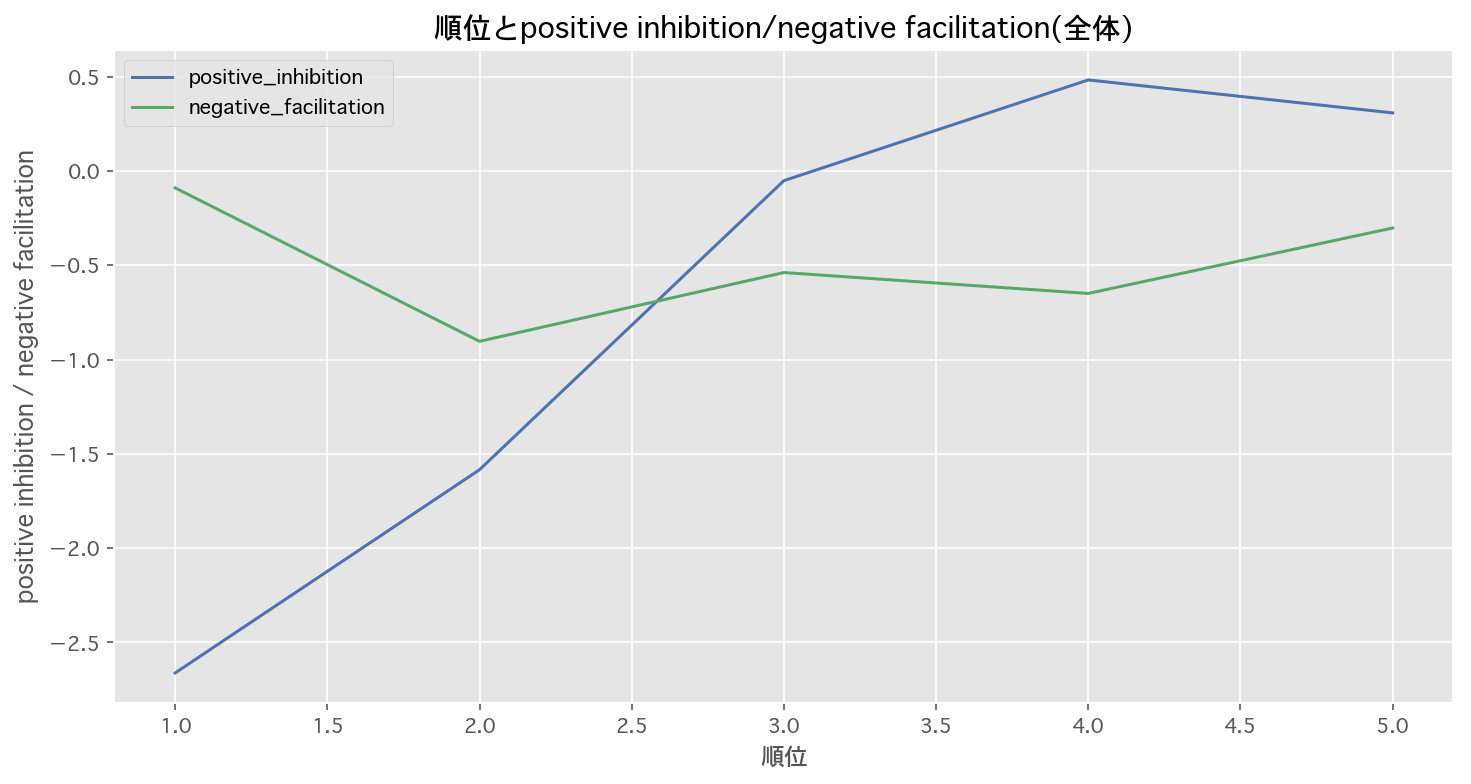 順位とpositive inhibition/negative facilitation(全体)
positive_inhibition
negative_facilitation
positive inhibition / negative facilitation
0.5
0.0
−0.5
−1.0
−1.5
−2.0
−2.5
1.0 1.5 2.0 2.5 3.0 3.5 4.0 4.5 5.0
順位